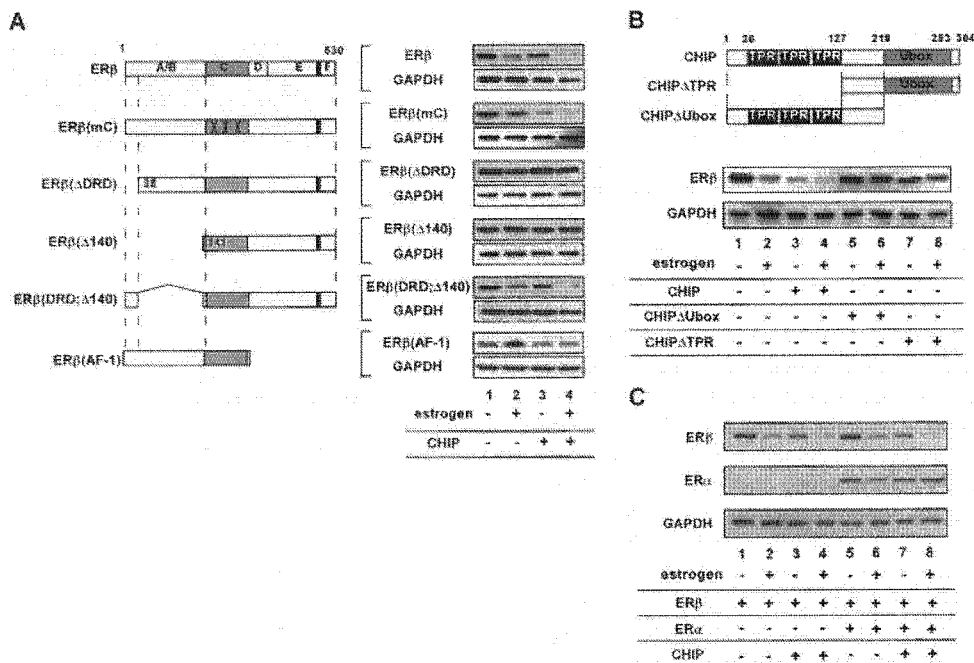 A
1 530
ERβ A/B C D E F
ERβ(mC) X X X
ERβ(ΔDRD)
ERβ(Δ140)
ERβ(DRD;Δ140)
ERβ(AF-1)
ERβ
GAPDH
ERβ(mC)
GAPDH
ERβ(ΔDRD)
GAPDH
ERβ(Δ140)
GAPDH
ERβ(DRD;Δ140)
GAPDH
ERβ(AF-1)
GAPDH
1 2 3 4
estrogen - + - +
CHIP - - + +
B
1 26 127 219 283 304
CHIP TPR TPR TPR Ubox
CHIPΔTPR Ubox
CHIPΔUbox TPR TPR TPR
ERβ
GAPDH
1 2 3 4 5 6 7 8
estrogen - + - + - + - +
CHIP - - + + - - - -
CHIPΔUbox - - - - + + - -
CHIPΔTPR - - - - - - + +
C
ERβ
ERα
GAPDH
1 2 3 4 5 6 7 8
estrogen - + - + - + - +
ERβ + + + + + + + +
ERα - - - - + + + +
CHIP - - + + - - + +